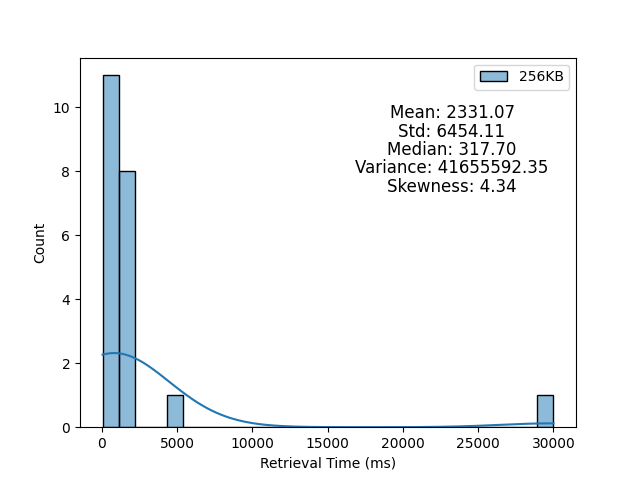 256KB
Mean: 2331.07
Std: 6454.11
Median: 317.70
Variance: 41655592.35
Skewness: 4.34
Count
10
8
6
4
2
0
0 5000 10000 15000 20000 25000 30000
Retrieval Time (ms)